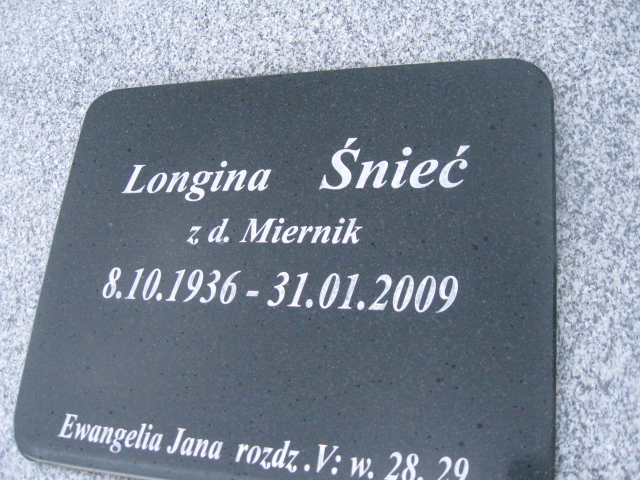 Longina Śnieć
z d. Miernik
8.10.1936 - 31.01.2009
Ewangelia Jana rozdz .V: w. 28, 29